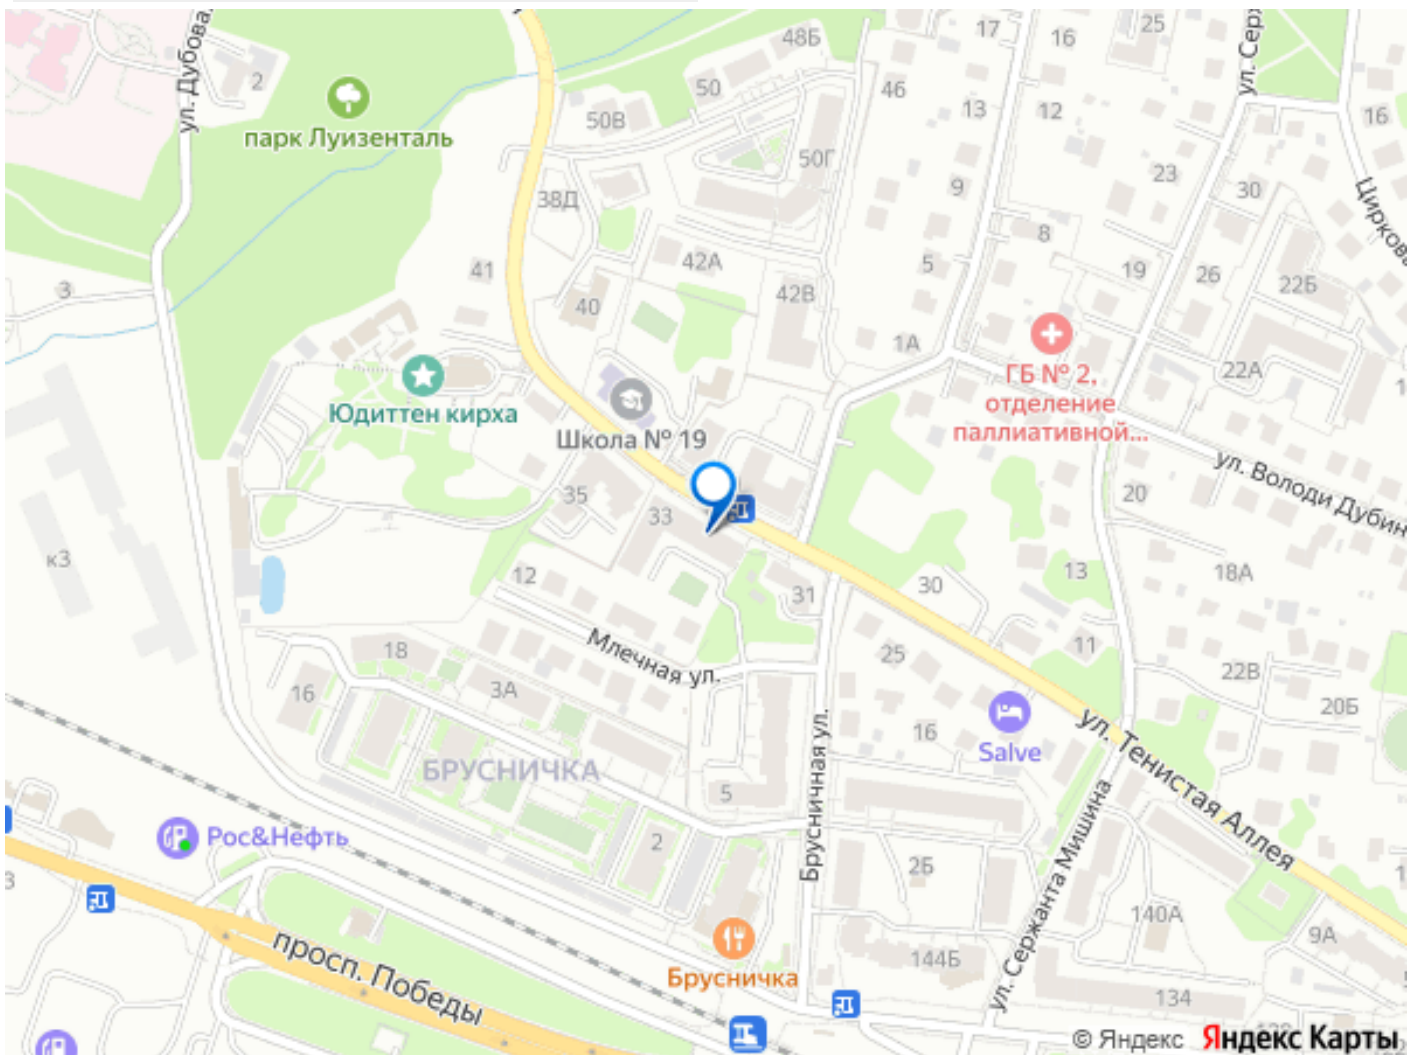 ул. Дубовая
2
парк Луизенталь
48Б
50
50В
50Г
38Д
17
16
25
46
13
12
ул. Сер
16
9
23
30
Циркова
8
41
42А
5
19
26
22Б
3
40
42В
1А
22А
ГБ № 2,
отделение
паллиативной...
Юдиттен кирха
Школа № 19
35
33
20
ул. Володи Дубин
к3
12
31
30
13
18А
11
Млечная ул.
25
22В
18
3А
16
20Б
16
Salve
ул. Тенистая Аллея
БРУСНИЧКА
5
Брусничная ул.
2
2Б
ул. Сержанта Мишина
Рос&Нефть
140А
9А
просп. Победы
Брусничка
144Б
134
© Яндекс Яндекс Карты